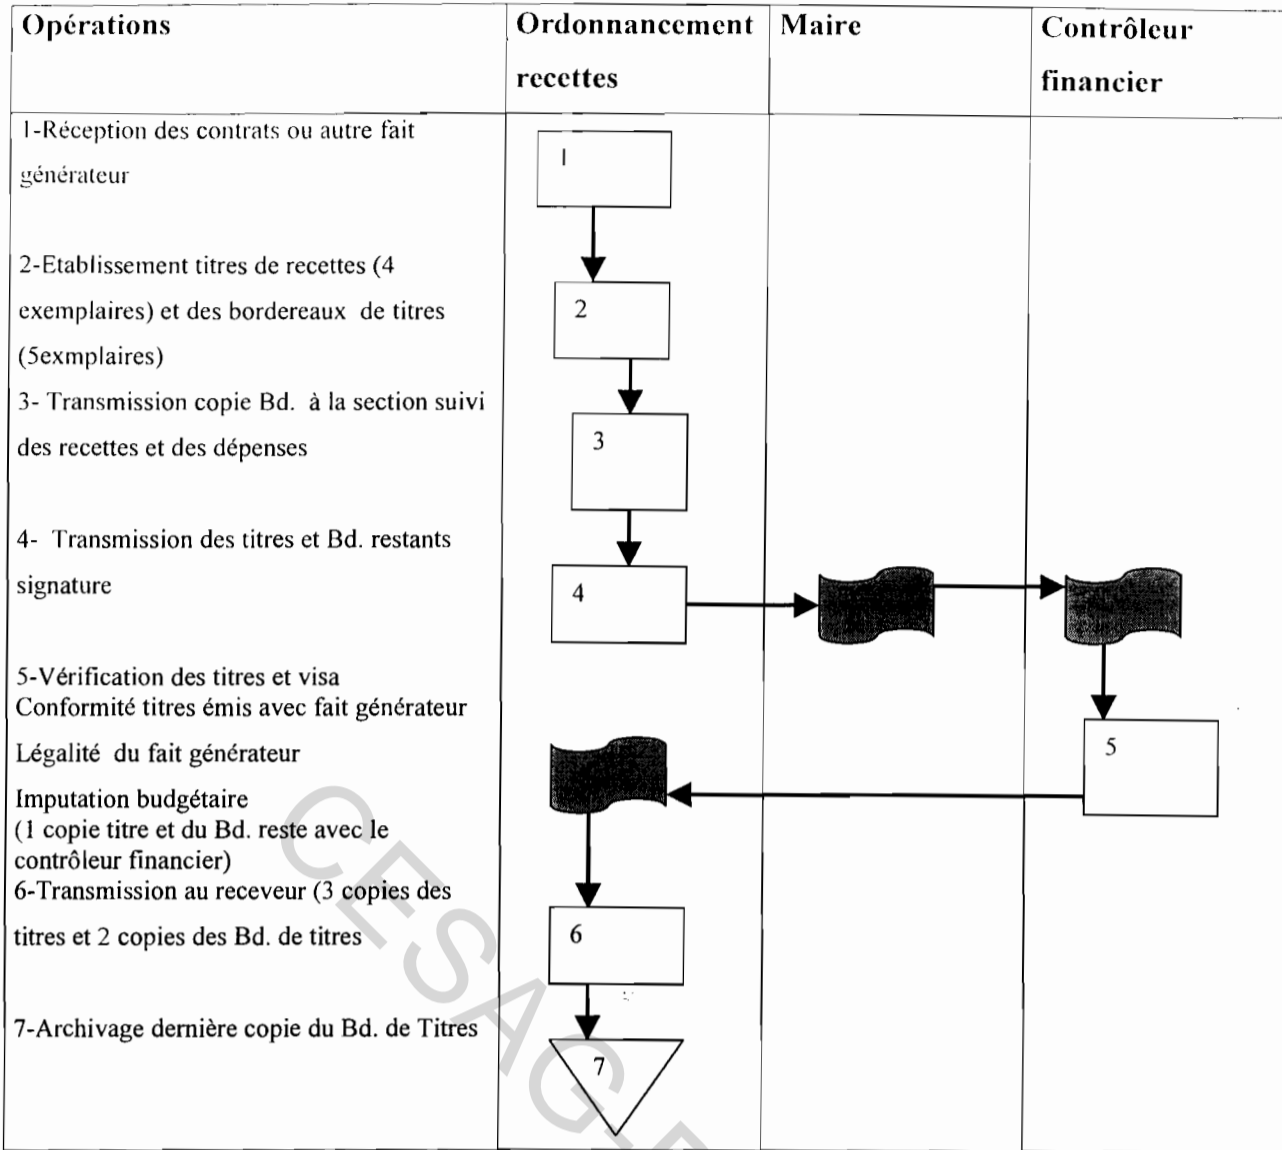 Opérations
Ordonnancement
recettes
Maire
Contrôleur
financier
1-Réception des contrats ou autre fait
générateur
2-Etablissement titres de recettes (4
exemplaires) et des bordereaux de titres
(5exmplaires)
3- Transmission copie Bd. à la section suivi
des recettes et des dépenses
4- Transmission des titres et Bd. restants
signature
5-Vérification des titres et visa
Conformité titres émis avec fait générateur
Légalité du fait générateur
Imputation budgétaire
(1 copie titre et du Bd. reste avec le
contrôleur financier)
6-Transmission au receveur (3 copies des
titres et 2 copies des Bd. de titres
7-Archivage dernière copie du Bd. de Titres
1
2
3
4
5
6
7
CESAG